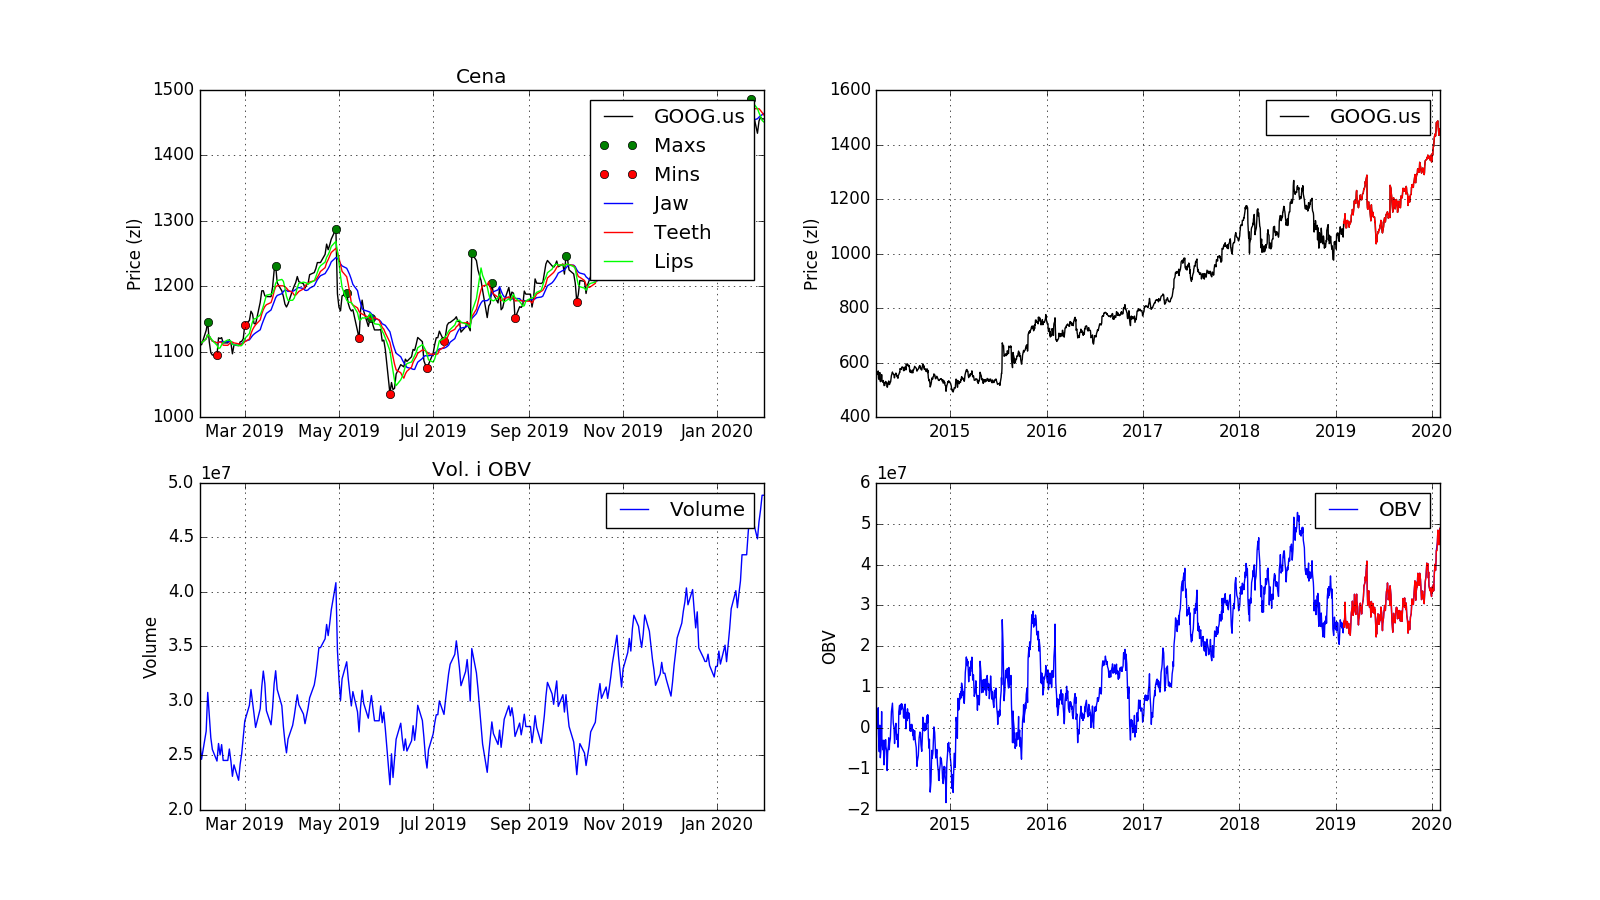 Cena
Price (zl)
1500
1400
1300
1200
1100
1000
Mar 2019
May 2019
Jul 2019
Sep 2019
Nov 2019
Jan 2020
GOOG.us
Maxs
Mins
Jaw
Teeth
Lips
Price (zl)
1600
1400
1200
1000
800
600
400
2015
2016
2017
2018
2019
2020
GOOG.us
1e7
Vol. i OBV
Volume
5.0
4.5
4.0
3.5
3.0
2.5
2.0
Mar 2019
May 2019
Jul 2019
Sep 2019
Nov 2019
Jan 2020
Volume
1e7
OBV
6
5
4
3
2
1
0
−1
−2
2015
2016
2017
2018
2019
2020
OBV